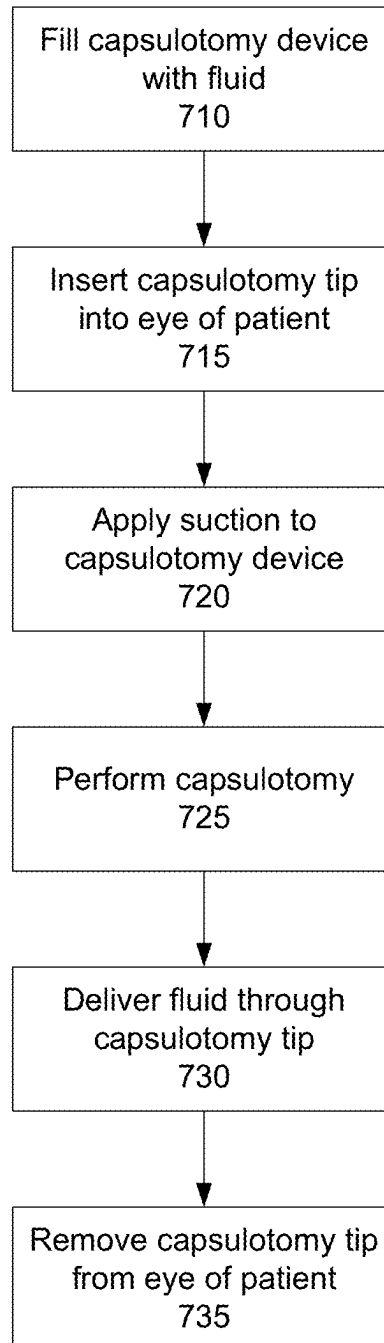 Fill capsulotomy device
with fluid
710
Insert capsulotomy tip
into eye of patient
715
Apply suction to
capsulotomy device
720
Perform capsulotomy
725
Deliver fluid through
capsulotomy tip
730
Remove capsulotomy tip
from eye of patient
735